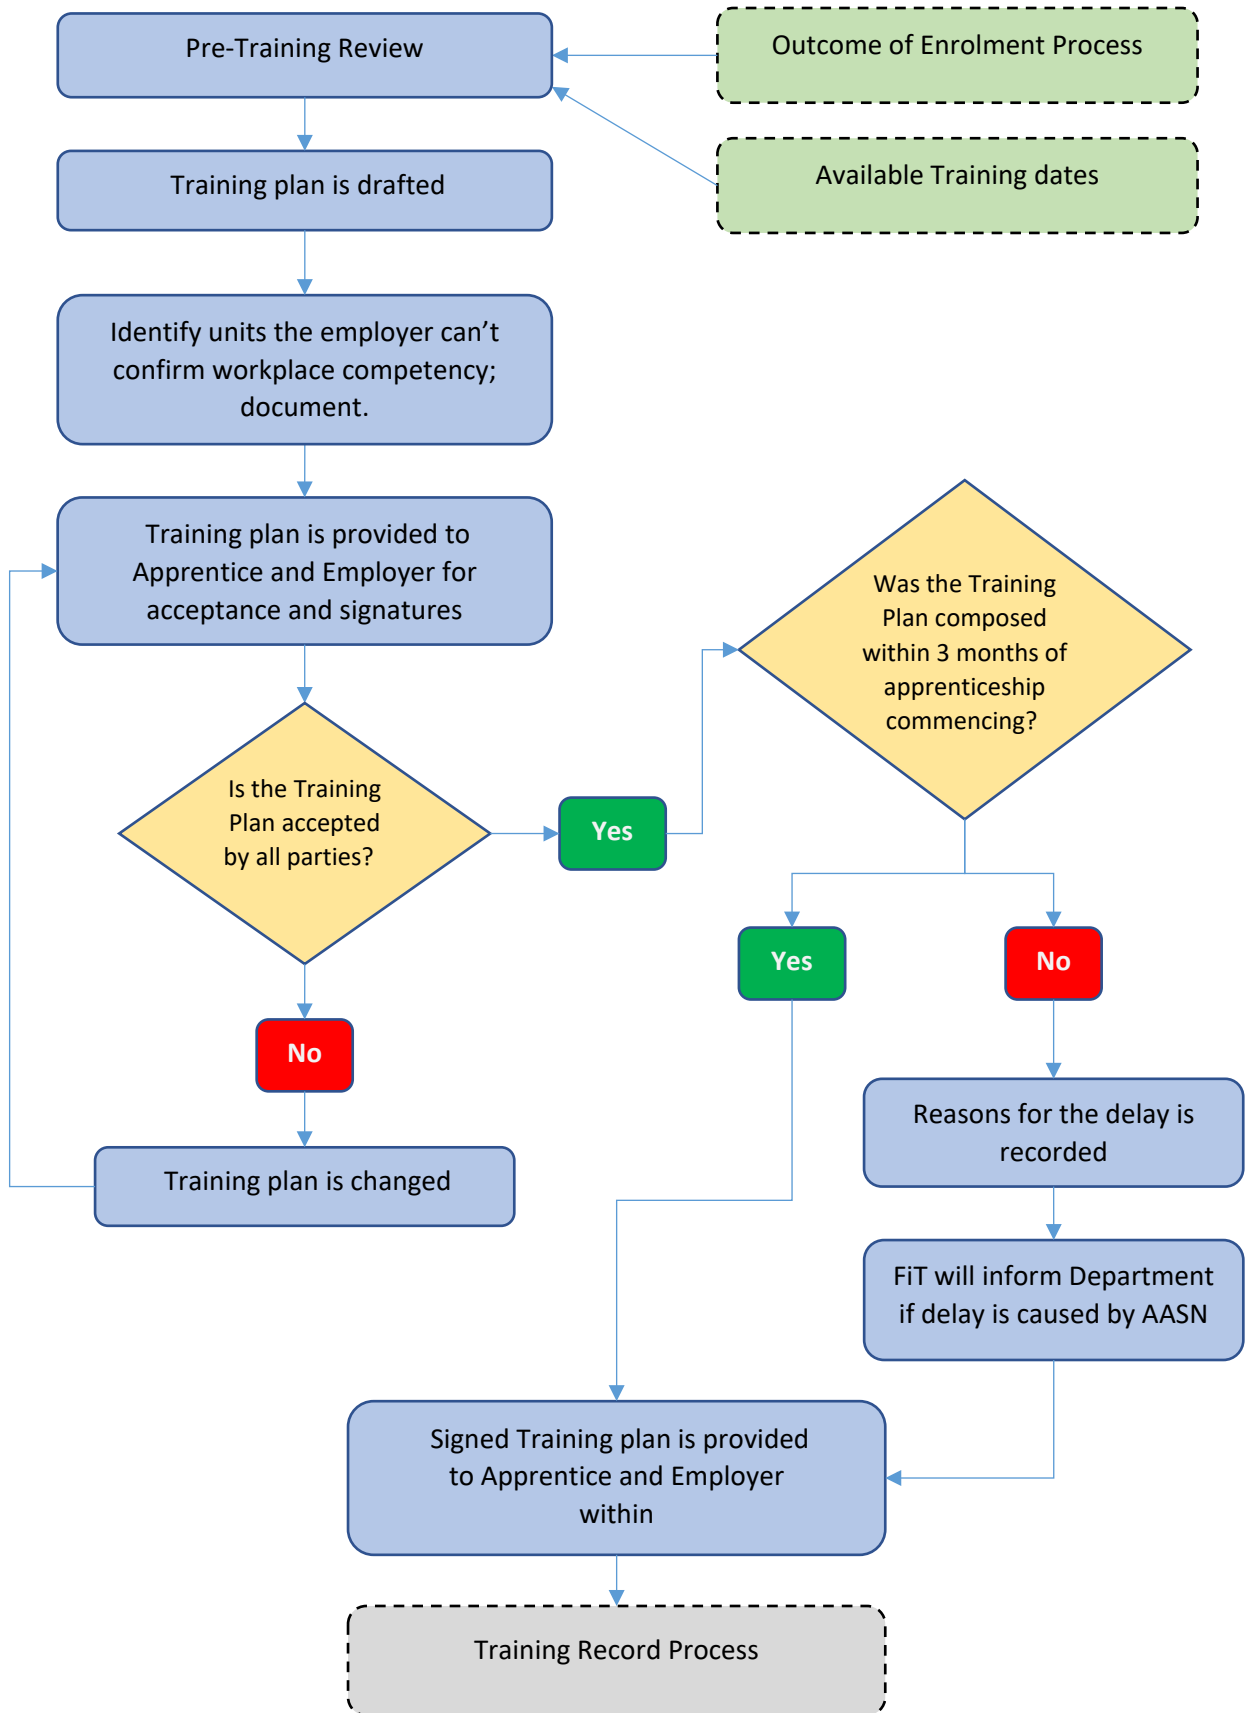 Pre-Training Review
Outcome of Enrolment Process
Training plan is drafted
Available Training dates
Identify units the employer can’t
confirm workplace competency;
document.
Training plan is provided to
Apprentice and Employer for
acceptance and signatures
Was the Training
Plan composed
within 3 months of
apprenticeship
commencing?
Is the Training
Plan accepted
by all parties?
Yes
Yes
No
No
Training plan is changed
Reasons for the delay is
recorded
FiT will inform Department
if delay is caused by AASN
Signed Training plan is provided
to Apprentice and Employer
within
Training Record Process